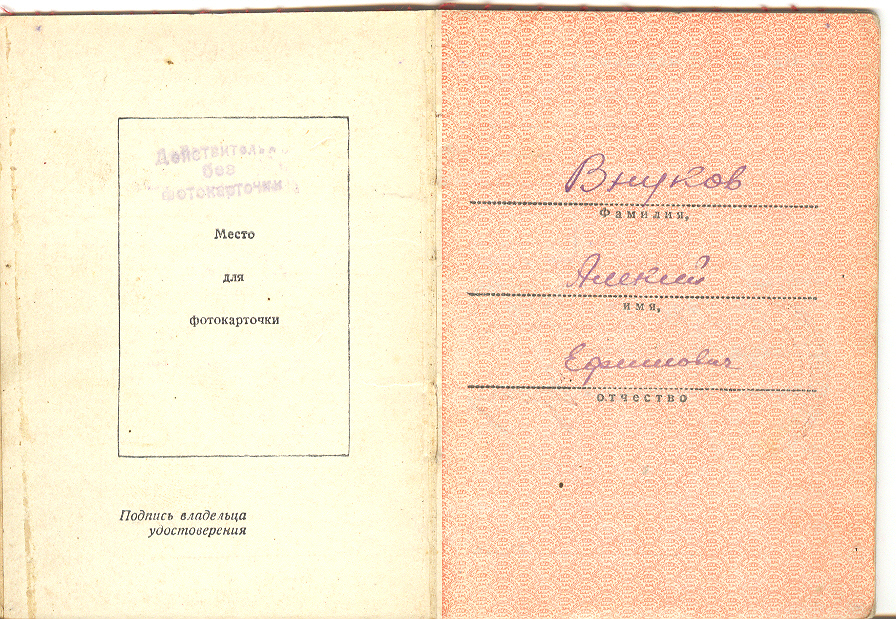 Действительно
без
фотокарточки
Место
для
фотокарточки
Подпись владельца
удостоверения
Внуков
Фамилия,
Алексей
имя,
Ефимович
отчество